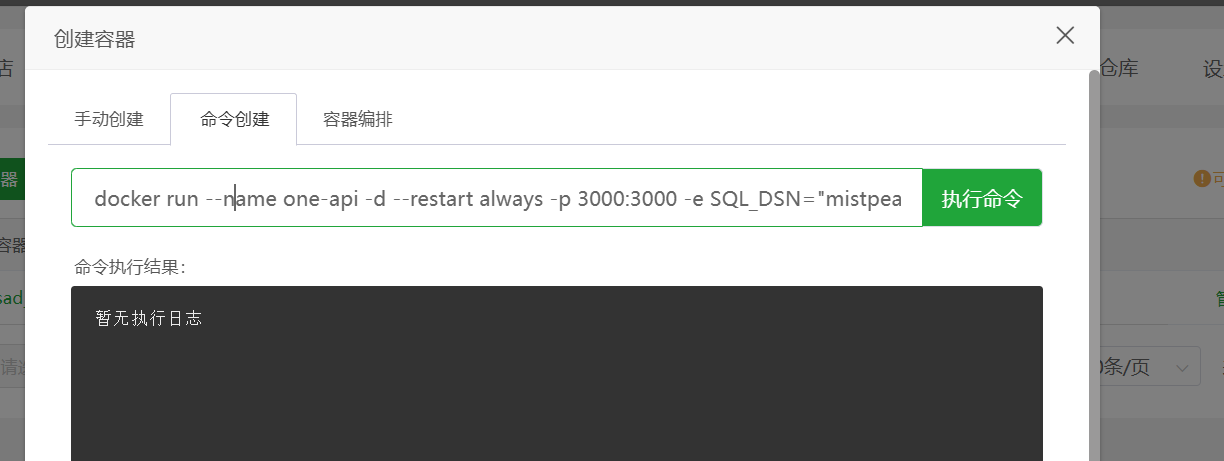 创建容器
店
仓库
设
手动创建
命令创建
容器编排
器
docker run --name one-api -d --restart always -p 3000:3000 -e SQL_DSN="mistpea
执行命令
容器
命令执行结果：
sad_
暂无执行日志
0条/页